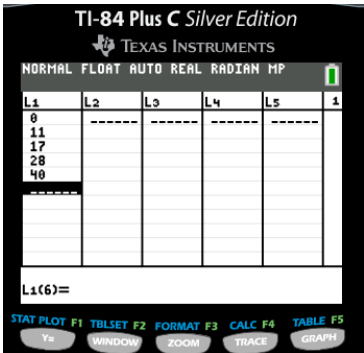 TI-84 Plus C Silver Edition
TEXAS INSTRUMENTS
NORMAL FLOAT AUTO REAL RADIAN MP
L1 L2 L3 L4 L5 1
0 ------ ------ ------ ------
11
17
28
40
------
L1(6)=
STAT PLOT F1 TBLSET F2 FORMAT F3 CALC F4 TABLE F5
Y= WINDOW ZOOM TRACE GRAPH